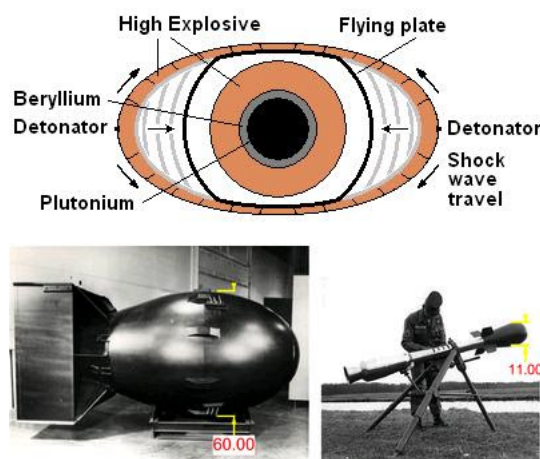 High Explosive
Flying plate
Beryllium
Detonator
Detonator
Shock
wave
travel
Plutonium
60.00
11.00